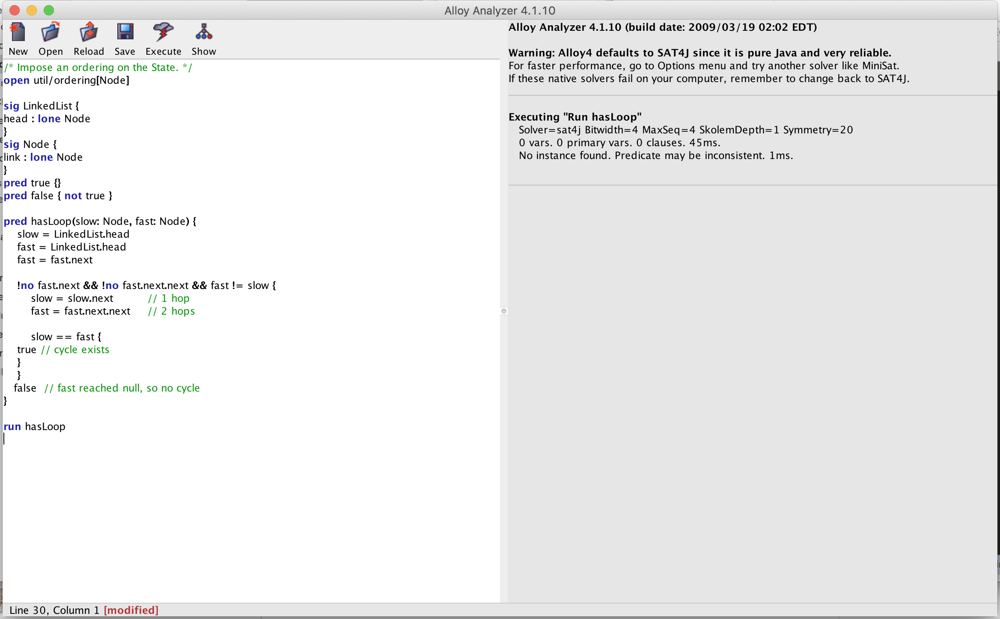 Alloy Analyzer 4.1.10
New Open Reload Save Execute Show
/* Impose an ordering on the State. */
open util/ordering[Node]
sig LinkedList {
head : lone Node
}
sig Node {
link : lone Node
}
pred true {}
pred false { not true }
pred hasLoop(slow: Node, fast: Node) {
slow = LinkedList.head
fast = LinkedList.head
fast = fast.next
!no fast.next && !no fast.next.next && fast != slow {
slow = slow.next // 1 hop
fast = fast.next.next // 2 hops
slow == fast {
true // cycle exists
}
}
false // fast reached null, so no cycle
}
run hasLoop
Line 30, Column 1 [modified]
Alloy Analyzer 4.1.10 (build date: 2009/03/19 02:02 EDT)
Warning: Alloy4 defaults to SAT4J since it is pure Java and very reliable.
For faster performance, go to Options menu and try another solver like MiniSat.
If these native solvers fail on your computer, remember to change back to SAT4J.
Executing "Run hasLoop"
Solver=sat4j Bitwidth=4 MaxSeq=4 SkolemDepth=1 Symmetry=20
0 vars. 0 primary vars. 0 clauses. 45ms.
No instance found. Predicate may be inconsistent. 1ms.